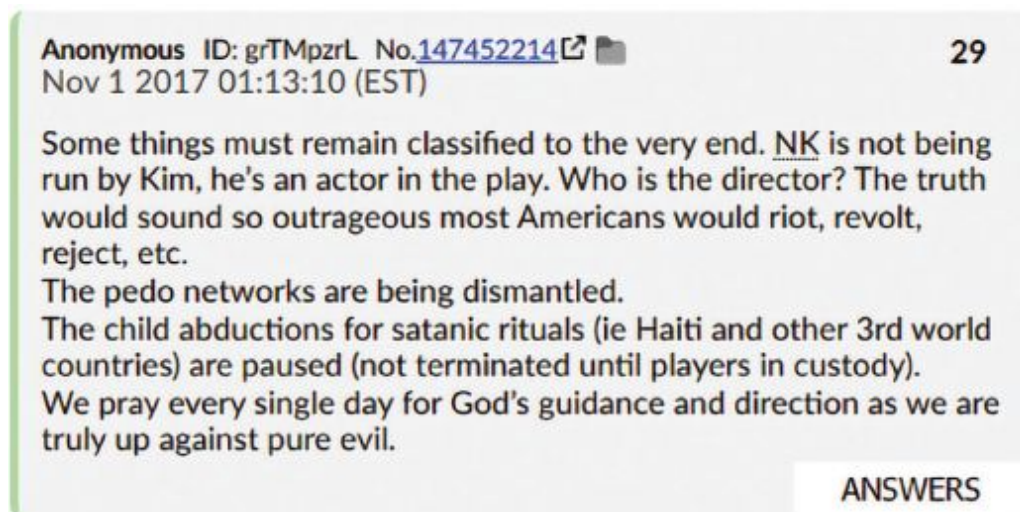 Anonymous ID: grTMpzrL No.147452214 29
Nov 1 2017 01:13:10 (EST)
Some things must remain classified to the very end. NK is not being
run by Kim, he's an actor in the play. Who is the director? The truth
would sound so outrageous most Americans would riot, revolt,
reject, etc.
The pedo networks are being dismantled.
The child abductions for satanic rituals (ie Haiti and other 3rd world
countries) are paused (not terminated until players in custody).
We pray every single day for God's guidance and direction as we are
truly up against pure evil.
ANSWERS